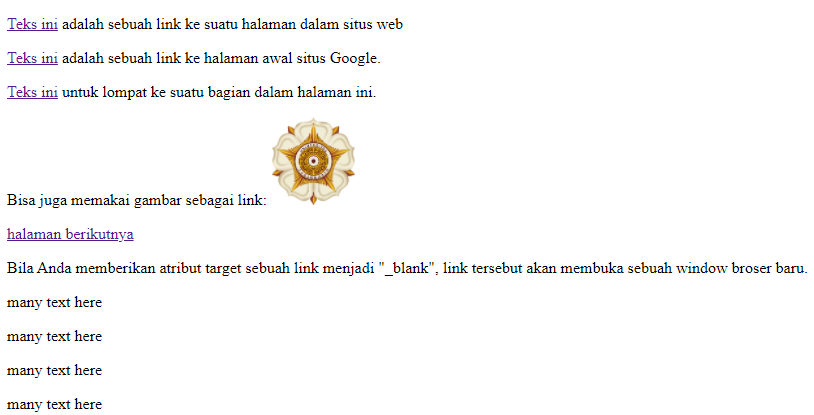 Teks ini adalah sebuah link ke suatu halaman dalam situs web
Teks ini adalah sebuah link ke halaman awal situs Google.
Teks ini untuk lompat ke suatu bagian dalam halaman ini.
Bisa juga memakai gambar sebagai link:
halaman berikutnya
Bila Anda memberikan atribut target sebuah link menjadi "_blank", link tersebut akan membuka sebuah window broser baru.
many text here
many text here
many text here
many text here